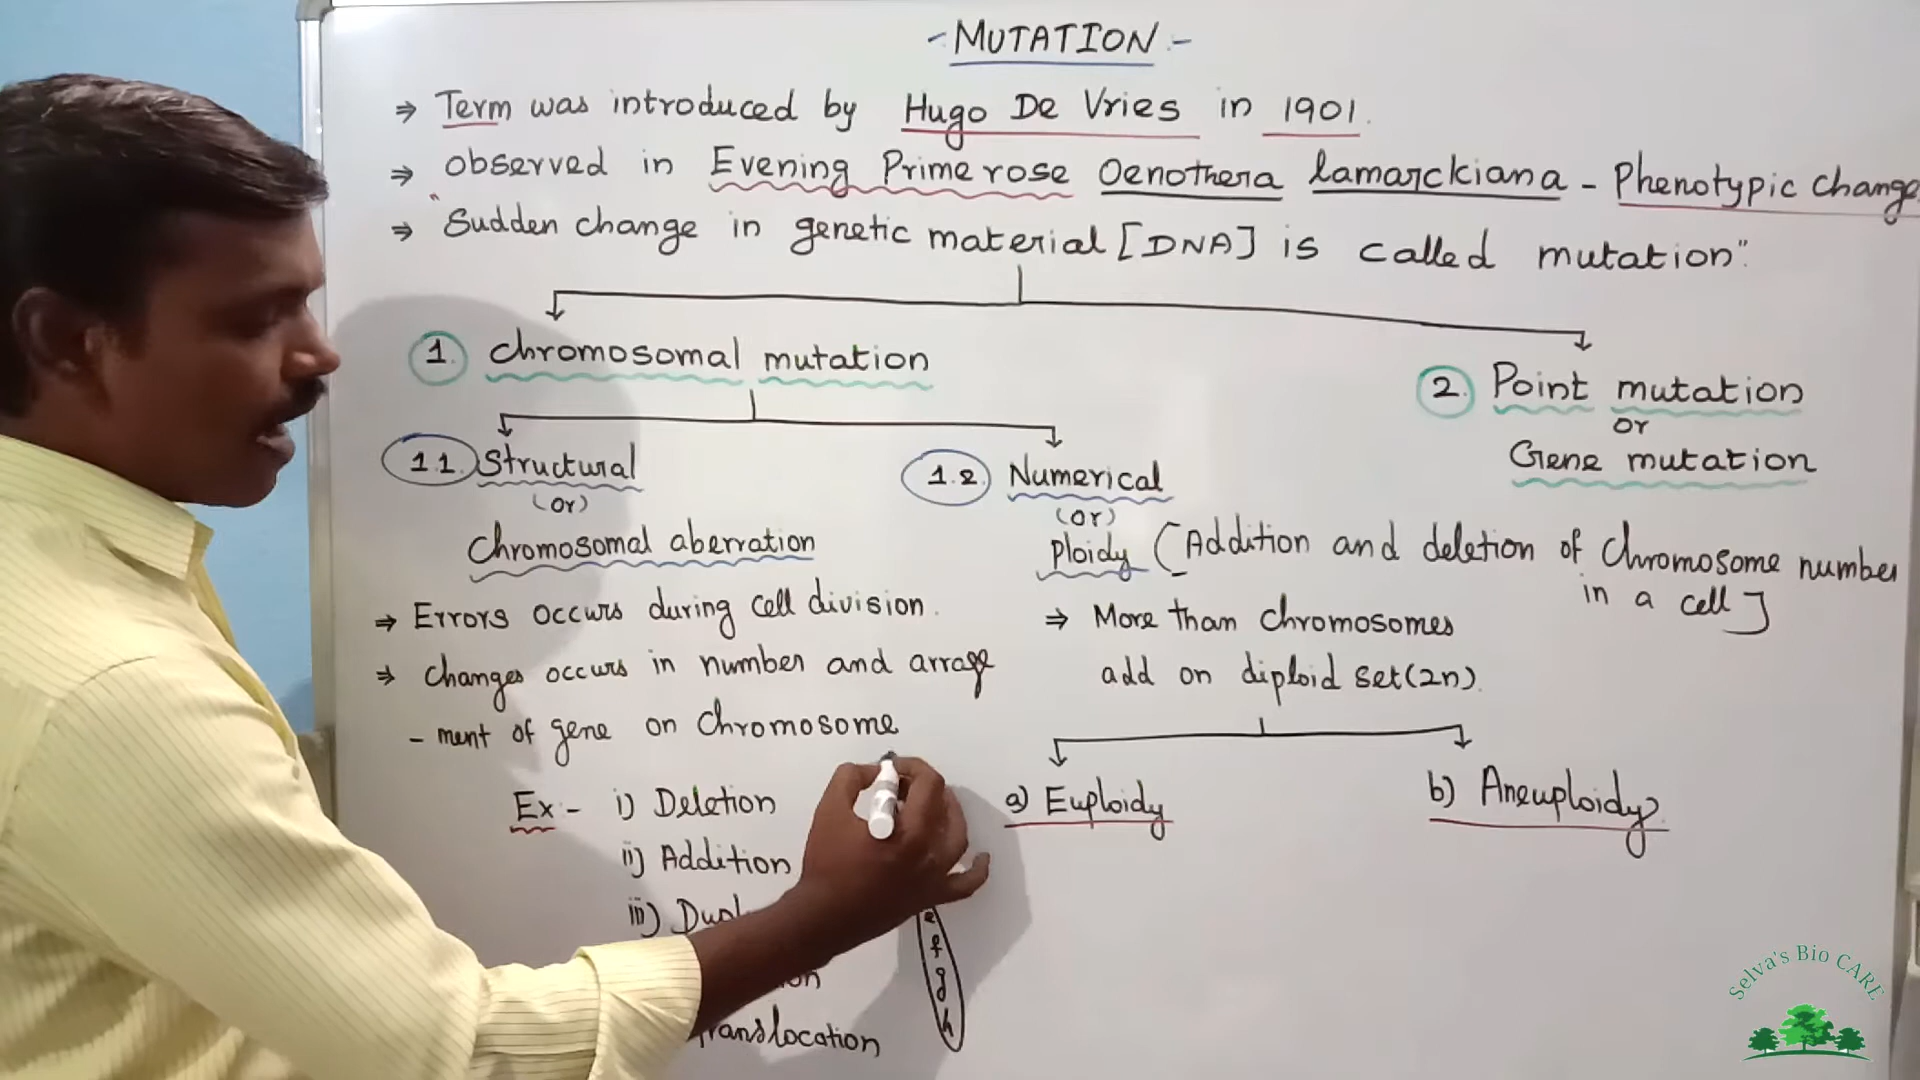 - MUTATION -
⇒ Term was introduced by Hugo De Vries in 1901.
⇒ Observed in Evening Primerose Oenothera lamarckiana - Phenotypic change
⇒ "Sudden change in genetic material [DNA] is called mutation".
1. Chromosomal mutation
2. Point mutation
or
Gene mutation
1.1. Structural
(or)
Chromosomal aberration
⇒ Errors occurs during cell division.
⇒ Changes occurs in number and arrage
- ment of gene on chromosome
Ex - i) Deletion
ii) Addition
iii)
Translocation
e
f
g
h
1.2. Numerical
(or)
Ploidy [Addition and deletion of Chromosome number
in a cell]
⇒ More than chromosomes
add on diploid set(2n).
a) Euploidy
b) Aneuploidy
Selva's Bio CARE